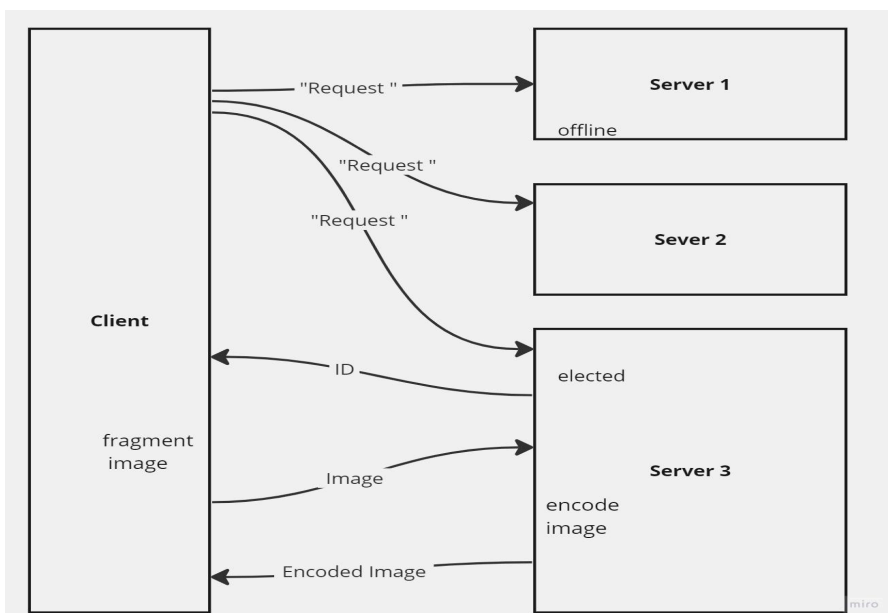 "Request "
Server 1
offline
"Request "
"Request "
Sever 2
Client
elected
ID
fragment
image
Image
Server 3
encode
image
Encoded Image
miro